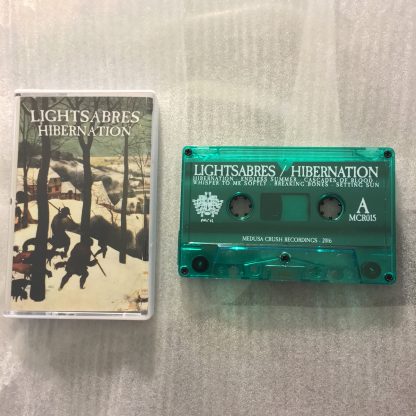 LIGHTSABRES
HIBERNATION
LIGHTSABRES / HIBERNATION
HIBERNATION ENDLESS SUMMER CASCADES OF BLOOD
WHISPER TO ME SOFTLY BREAKING BONES SETTING SUN
A
MCR015
MEDUSA CRUSH RECORDINGS - 2016